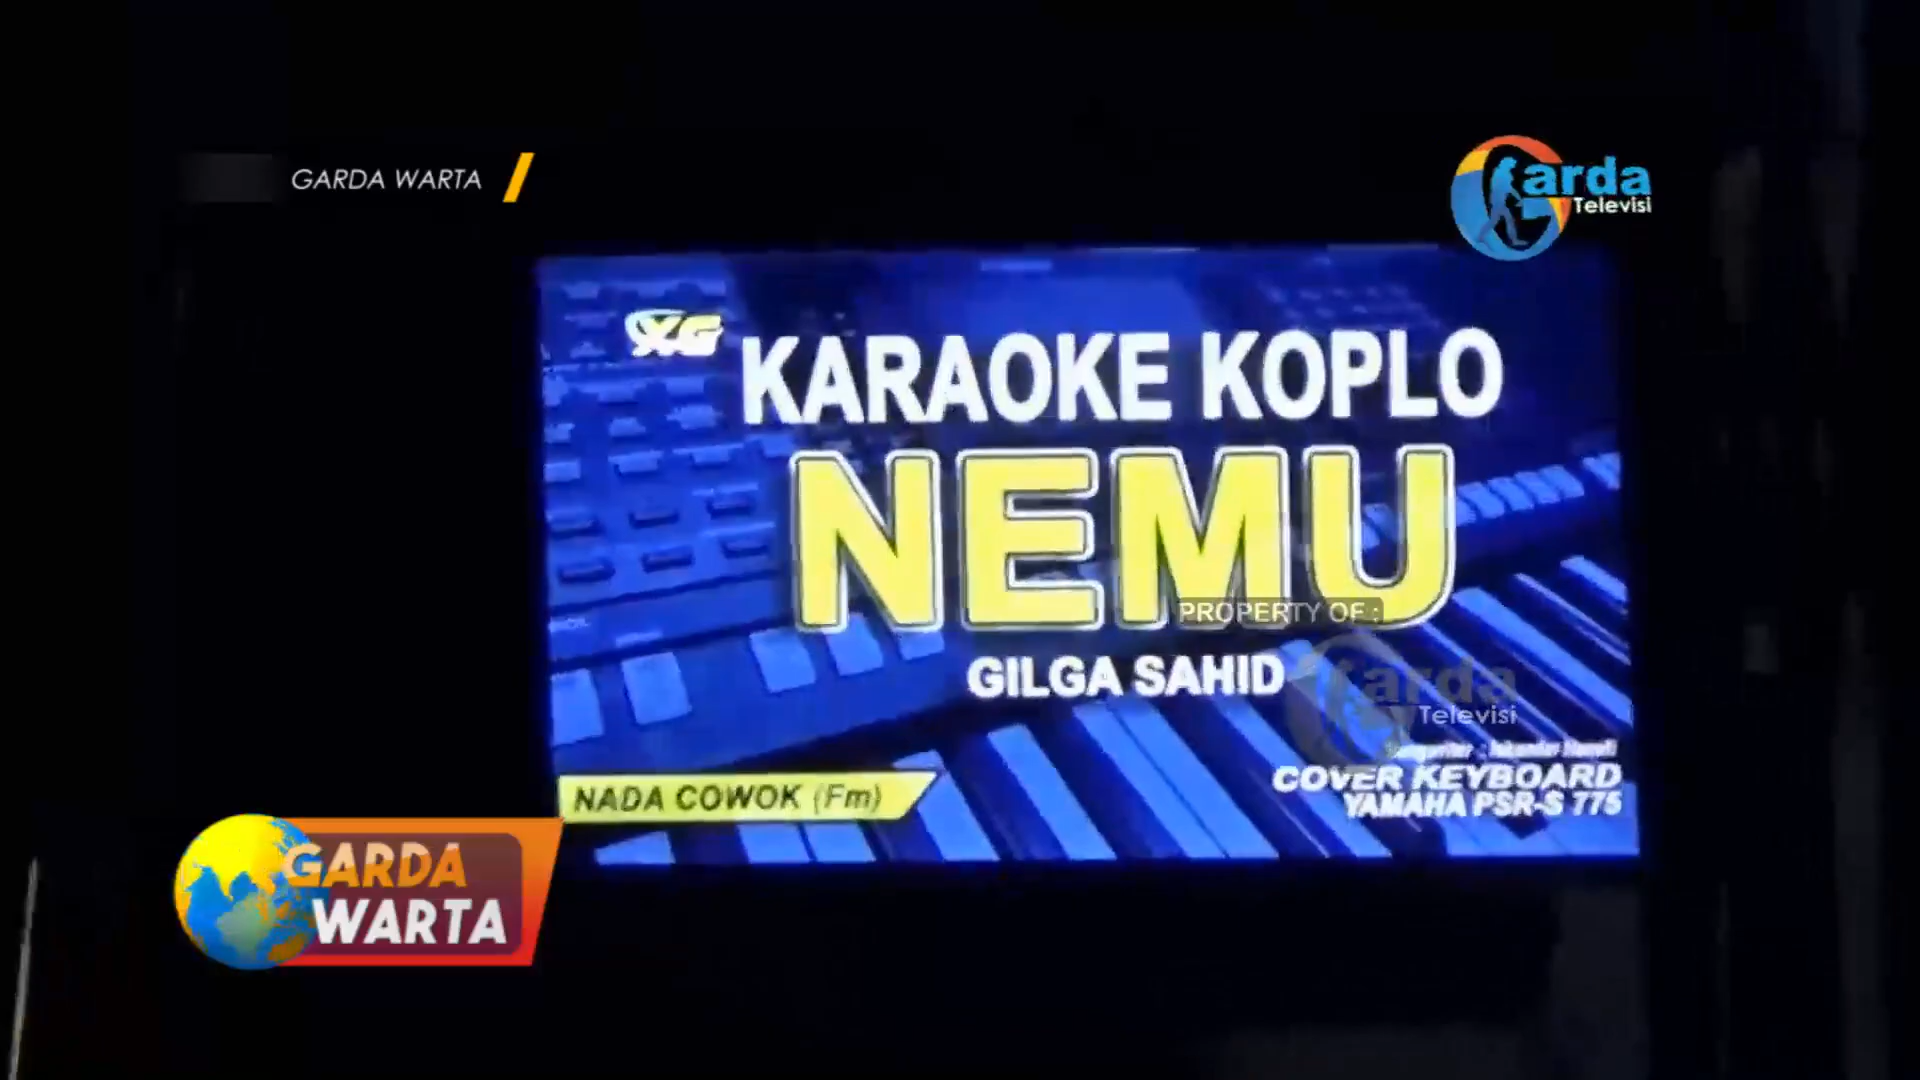 GARDA WARTA
Garda
Televisi
XG
KARAOKE KOPLO
NEMU
PROPERTY OF :
GILGA SAHID
Garda
Televisi
COVER KEYBOARD
YAMAHA PSR-S 775
NADA COWOK (Fm)
GARDA
WARTA